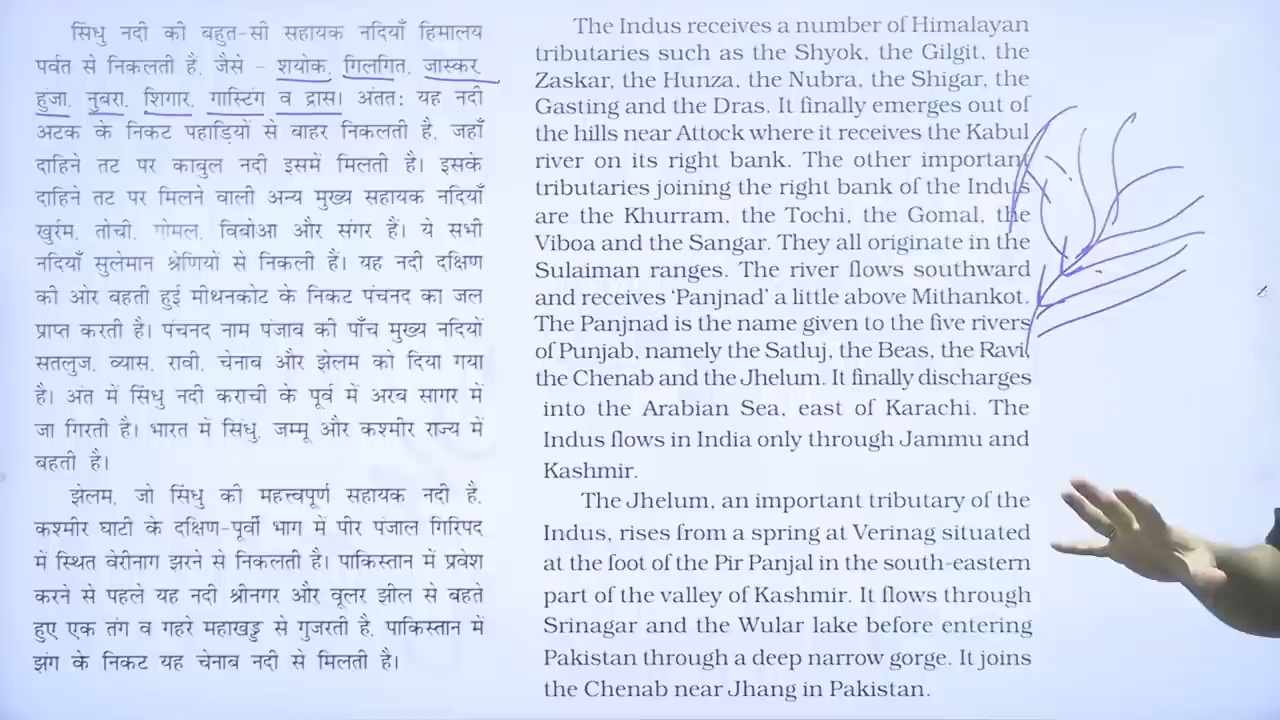 सिंधु नदी की बहुत-सी सहायक नदियाँ हिमालय
पर्वत से निकलती हैं, जैसे – शयोक, गिलगित, जास्कर,
हुंजा, नुबरा, शिगार, गास्टिंग व द्रास। अंततः यह नदी
अटक के निकट पहाड़ियों से बाहर निकलती है, जहाँ
दाहिने तट पर काबुल नदी इसमें मिलती है। इसके
दाहिने तट पर मिलने वाली अन्य मुख्य सहायक नदियाँ
खुर्रम, तोची, गोमल, विबोआ और संगर हैं। ये सभी
नदियाँ सुलेमान श्रेणियों से निकली हैं। यह नदी दक्षिण
की ओर बहती हुई मीथनकोट के निकट पंचनद का जल
प्राप्त करती है। पंचनद नाम पंजाब की पाँच मुख्य नदियों
सतलुज, व्यास, रावी, चेनाब और झेलम को दिया गया
है। अंत में सिंधु नदी कराची के पूर्व में अरब सागर में
जा गिरती है। भारत में सिंधु, जम्मू और कश्मीर राज्य में
बहती है।
झेलम, जो सिंधु की महत्त्वपूर्ण सहायक नदी है,
कश्मीर घाटी के दक्षिण-पूर्वी भाग में पीर पंजाल गिरिपद
में स्थित वेरीनाग झरने से निकलती है। पाकिस्तान में प्रवेश
करने से पहले यह नदी श्रीनगर और वूलर झील से बहते
हुए एक तंग व गहरे महाखड्ड से गुजरती है, पाकिस्तान में
झंग के निकट यह चेनाब नदी से मिलती है।
The Indus receives a number of Himalayan
tributaries such as the Shyok, the Gilgit, the
Zaskar, the Hunza, the Nubra, the Shigar, the
Gasting and the Dras. It finally emerges out of
the hills near Attock where it receives the Kabul
river on its right bank. The other important
tributaries joining the right bank of the Indus
are the Khurram, the Tochi, the Gomal, the
Viboa and the Sangar. They all originate in the
Sulaiman ranges. The river flows southward
and receives ‘Panjnad’ a little above Mithankot.
The Panjnad is the name given to the five rivers
of Punjab, namely the Satluj, the Beas, the Ravi,
the Chenab and the Jhelum. It finally discharges
into the Arabian Sea, east of Karachi. The
Indus flows in India only through Jammu and
Kashmir.
The Jhelum, an important tributary of the
Indus, rises from a spring at Verinag situated
at the foot of the Pir Panjal in the south-eastern
part of the valley of Kashmir. It flows through
Srinagar and the Wular lake before entering
Pakistan through a deep narrow gorge. It joins
the Chenab near Jhang in Pakistan.